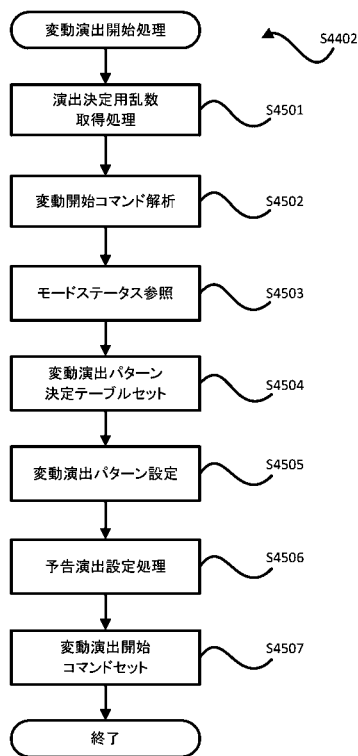 変動演出開始処理
S4402
演出決定用乱数
取得処理
S4501
変動開始コマンド解析
S4502
モードステータス参照
S4503
変動演出パターン
決定テーブルセット
S4504
変動演出パターン設定
S4505
予告演出設定処理
S4506
変動演出開始
コマンドセット
S4507
終了